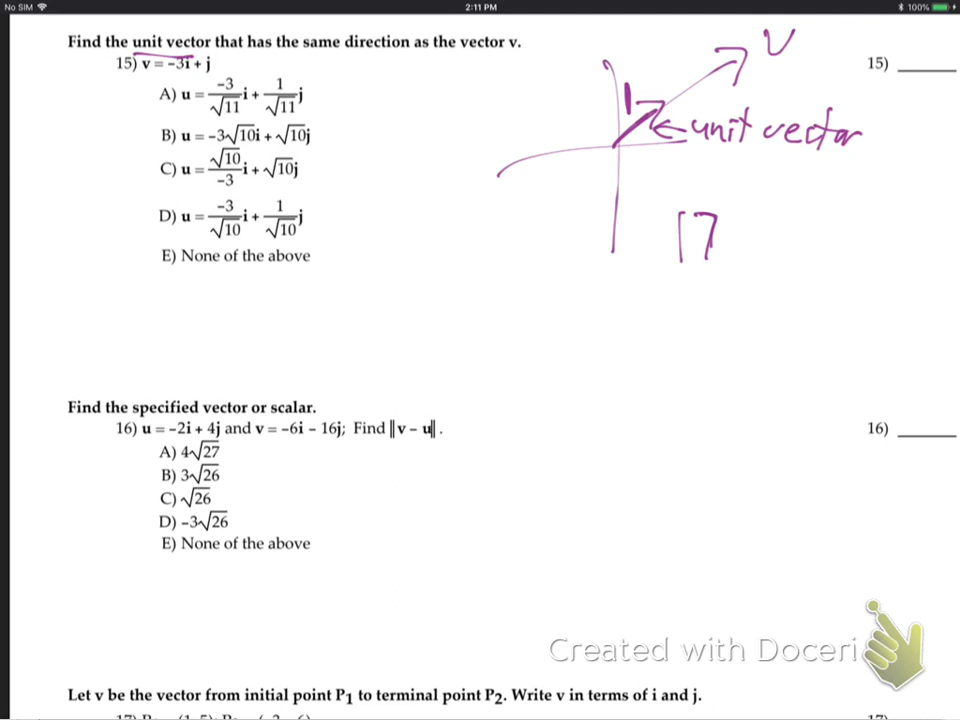 No SIM
2:11 PM
100%
Find the unit vector that has the same direction as the vector v.
15) v = -3i + j
15) ______
A) u = -3/√11 i + 1/√11 j
B) u = -3√10i + √10j
C) u = √10/-3 i + √10j
D) u = -3/√10 i + 1/√10 j
E) None of the above
v
1
unit vector
17
Find the specified vector or scalar.
16) u = -2i + 4j and v = -6i - 16j; Find ||v - u|| .
16) ______
A) 4√27
B) 3√26
C) √26
D) -3√26
E) None of the above
Created with Doceri
Let v be the vector from initial point P1 to terminal point P2. Write v in terms of i and j.